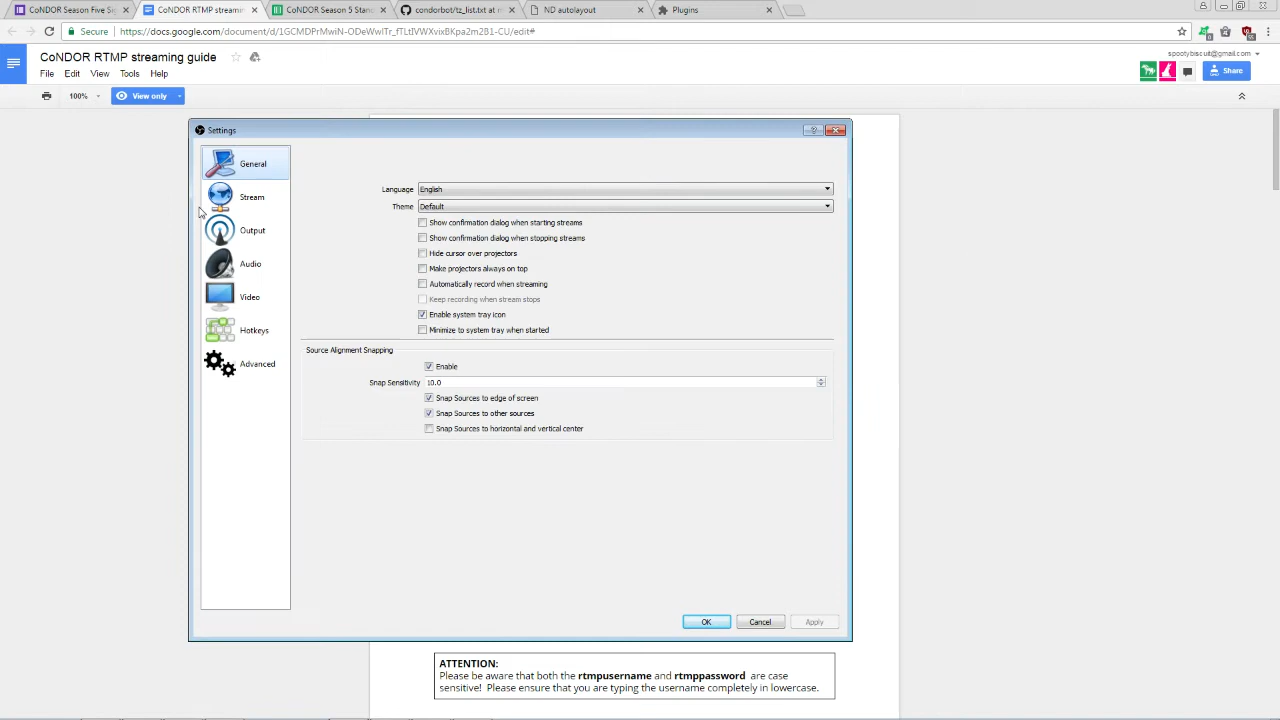 CoNDOR Season Five Sig
CoNDOR RTMP streamin
CoNDOR Season 5 Stan
condorbot/tz_list.txt at m
ND autolayout
Plugins
Secure
CoNDOR RTMP streaming guide
spootybiscuit@gmail.com
File Edit View Tools Help
Share
100%
View only
Settings
General
Stream
Output
Audio
Video
Hotkeys
Advanced
Language English
Theme Default
Show confirmation dialog when starting streams
Show confirmation dialog when stopping streams
Hide cursor over projectors
Make projectors always on top
Automatically record when streaming
Keep recording when stream stops
Enable system tray icon
Minimize to system tray when started
Source Alignment Snapping
Enable
Snap Sensitivity 10.0
Snap Sources to edge of screen
Snap Sources to other sources
Snap Sources to horizontal and vertical center
OK Cancel Apply
ATTENTION:
Please be aware that both the rtmpusername and rtmppassword are case
sensitive! Please ensure that you are typing the username completely in lowercase.